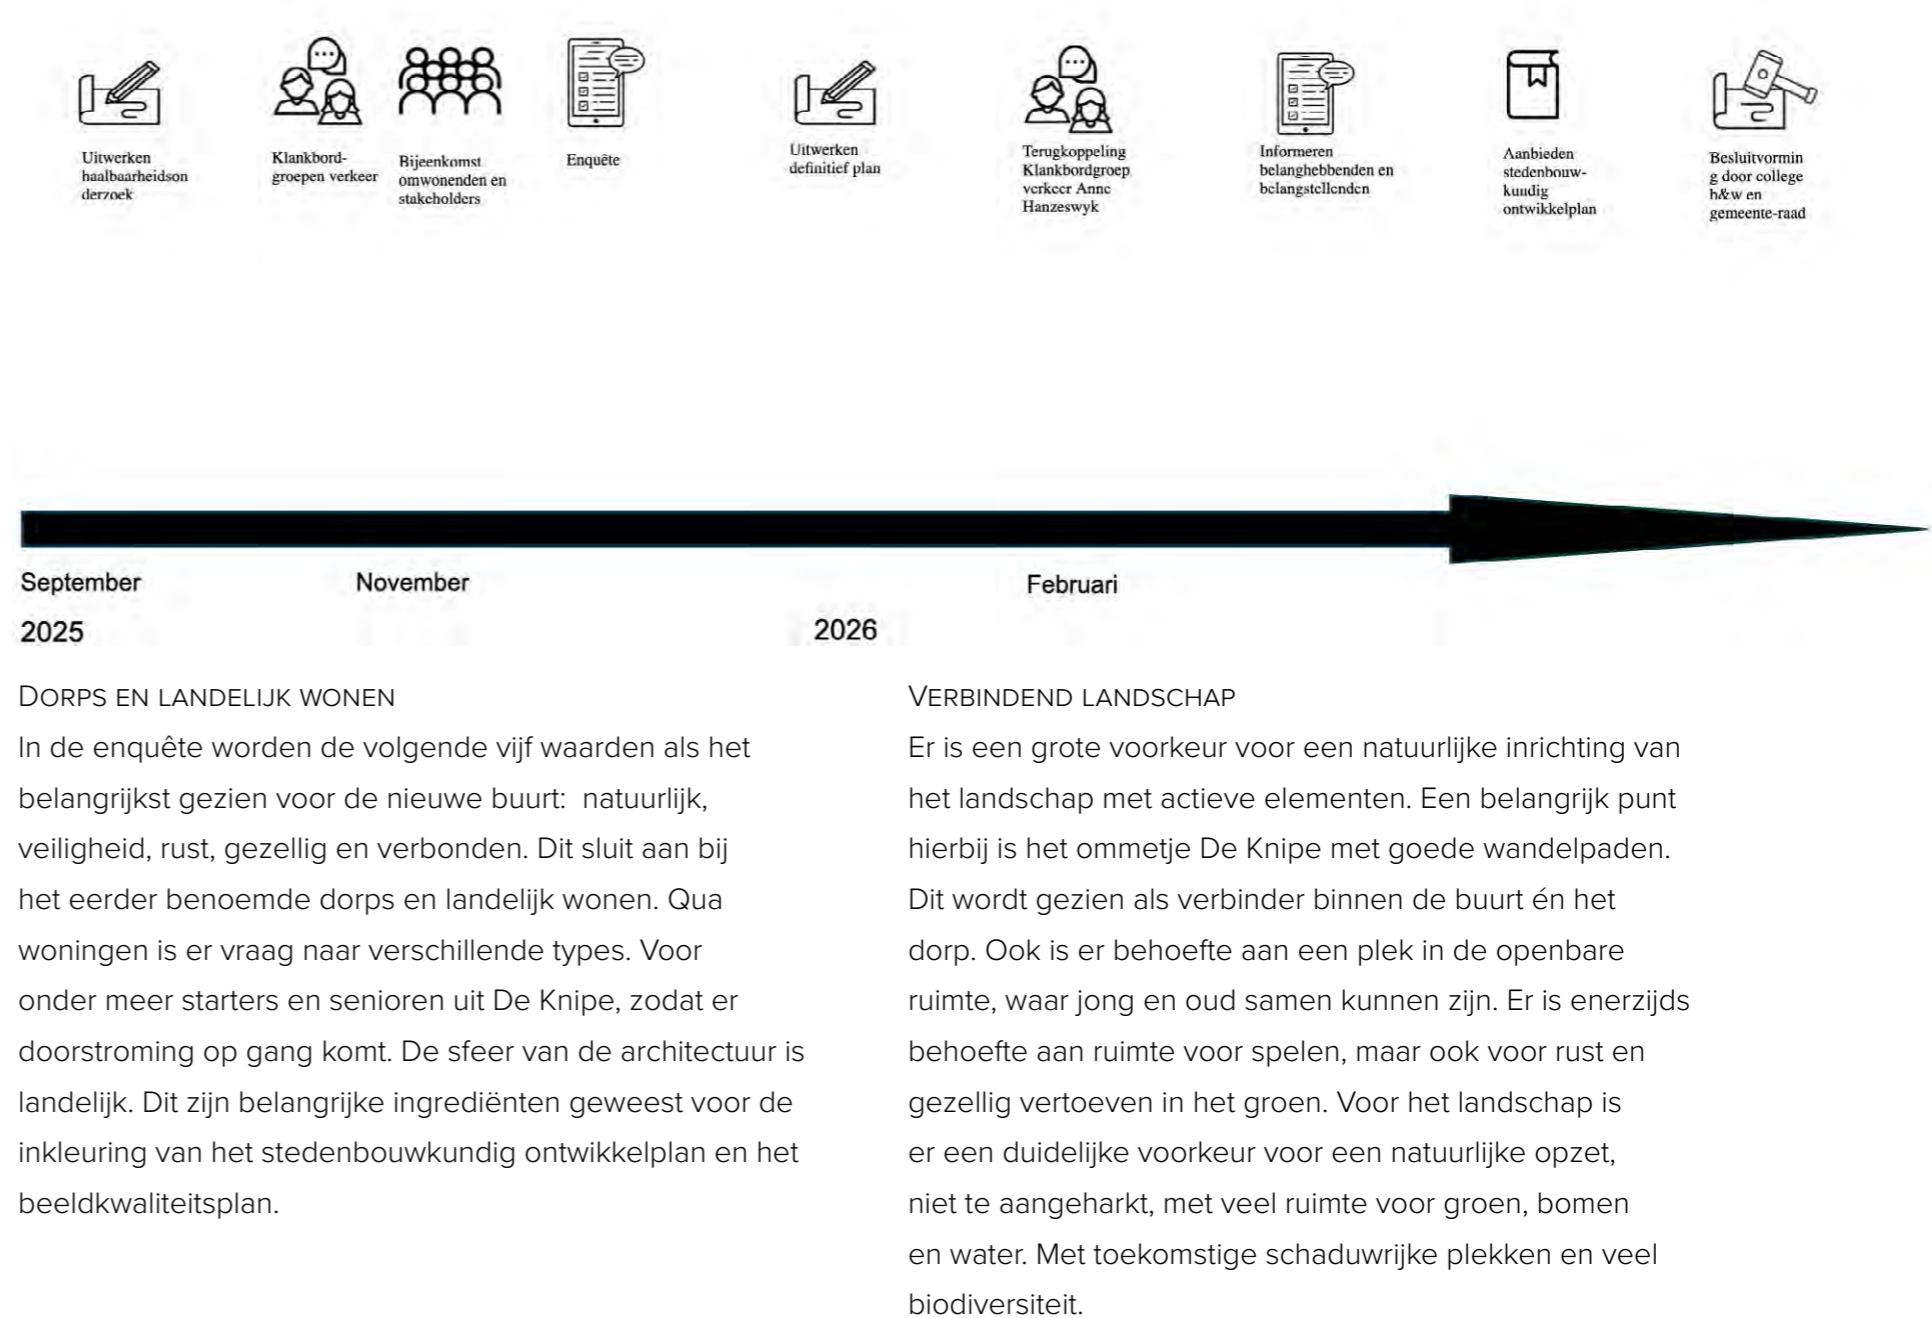 Uitwerken
haalbaarheidson
derzoek
Klankbord-
groepen verkeer
Bijeenkomst
omwonenden en
stakeholders
Enquête
Uitwerken
definitief plan
Terugkoppeling
Klankbordgroep
verkeer Anne
Hanzeswyk
Informeren
belanghebbenden en
belangstellenden
Aanbieden
stedenbouw-
kundig
ontwikkelplan
Besluitvormin
g door college
b&w en
gemeente-raad
September
November
Februari
2025
2026
DORPS EN LANDELIJK WONEN
In de enquête worden de volgende vijf waarden als het
belangrijkst gezien voor de nieuwe buurt:  natuurlijk,
veiligheid, rust, gezellig en verbonden. Dit sluit aan bij
het eerder benoemde dorps en landelijk wonen. Qua
woningen is er vraag naar verschillende types. Voor
onder meer starters en senioren uit De Knipe, zodat er
doorstroming op gang komt. De sfeer van de architectuur is
landelijk. Dit zijn belangrijke ingrediënten geweest voor de
inkleuring van het stedenbouwkundig ontwikkelplan en het
beeldkwaliteitsplan.
VERBINDEND LANDSCHAP
Er is een grote voorkeur voor een natuurlijke inrichting van
het landschap met actieve elementen. Een belangrijk punt
hierbij is het ommetje De Knipe met goede wandelpaden.
Dit wordt gezien als verbinder binnen de buurt én het
dorp. Ook is er behoefte aan een plek in de openbare
ruimte, waar jong en oud samen kunnen zijn. Er is enerzijds
behoefte aan ruimte voor spelen, maar ook voor rust en
gezellig vertoeven in het groen. Voor het landschap is
er een duidelijke voorkeur voor een natuurlijke opzet,
niet te aangeharkt, met veel ruimte voor groen, bomen
en water. Met toekomstige schaduwrijke plekken en veel
biodiversiteit.